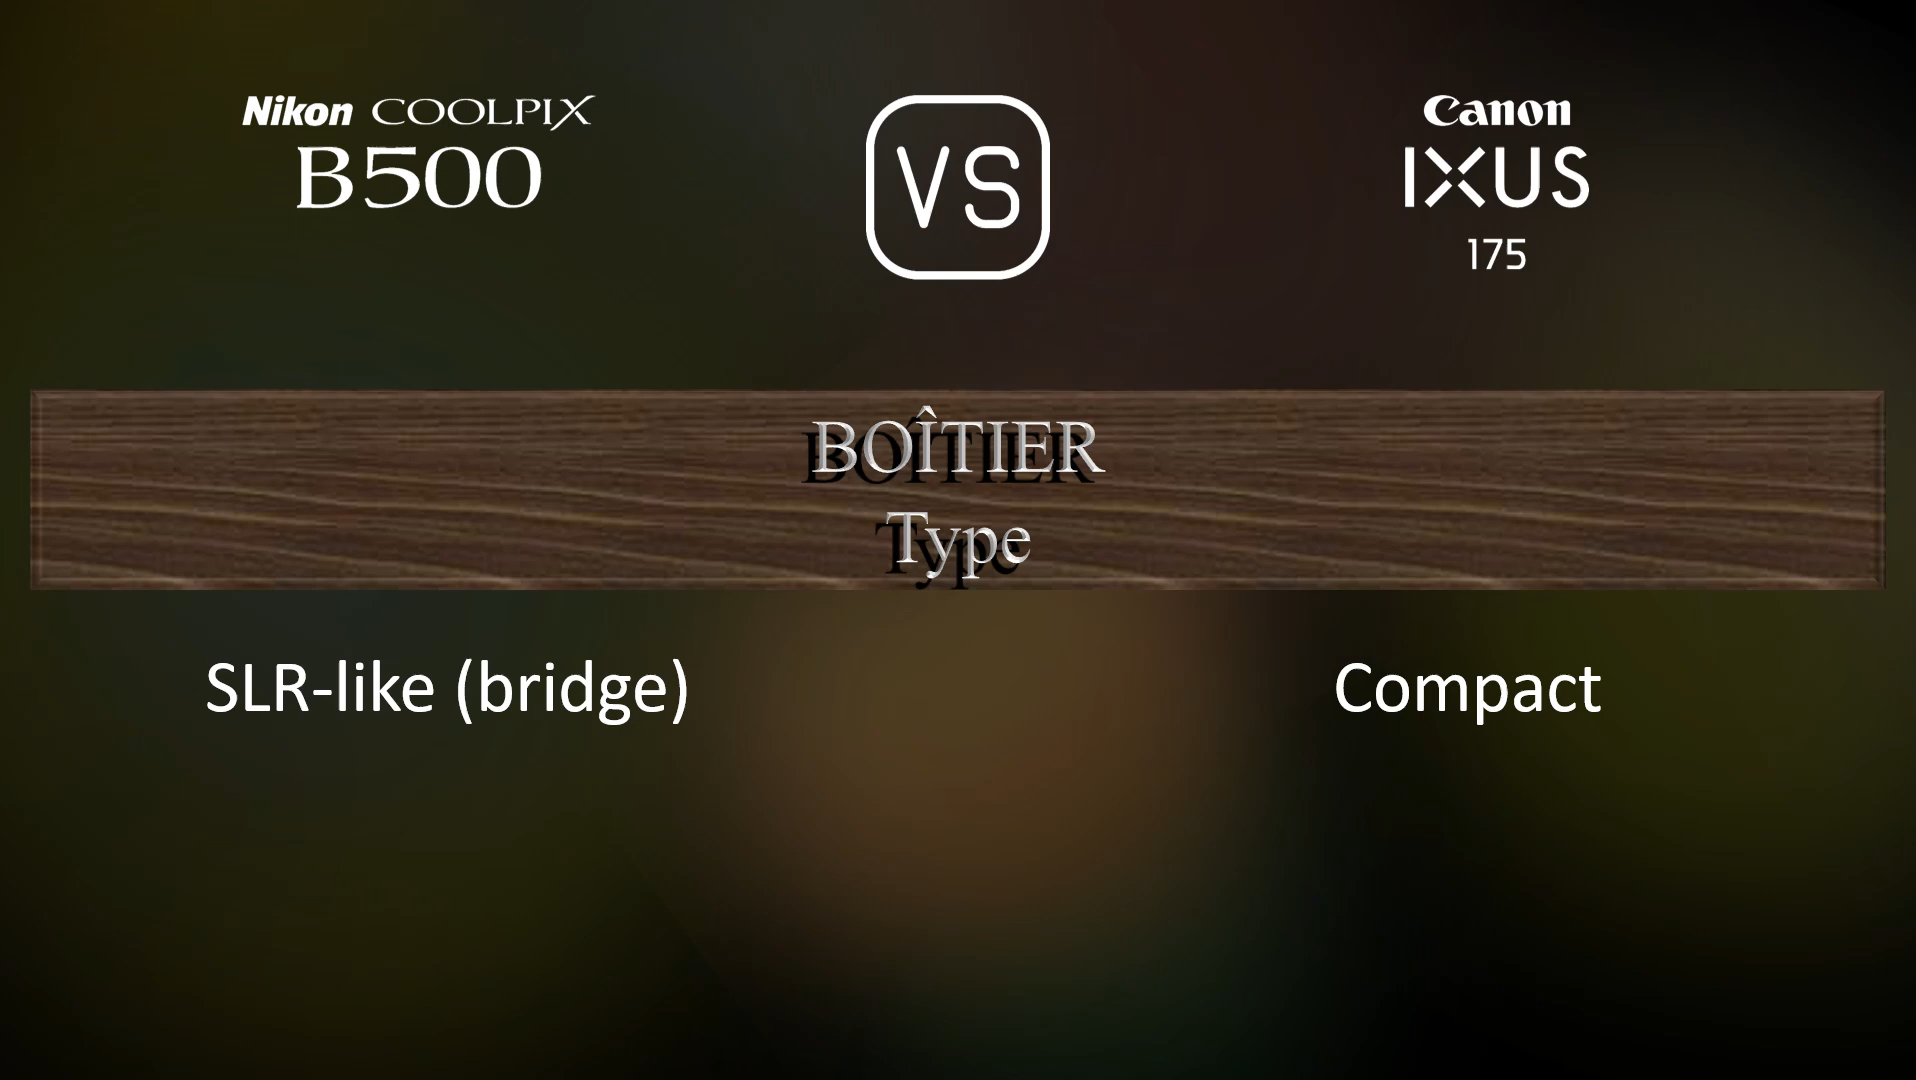 Nikon COOLPIX
B500
VS
Canon
IXUS
175
BOÎTIER
Type
SLR-like (bridge)
Compact